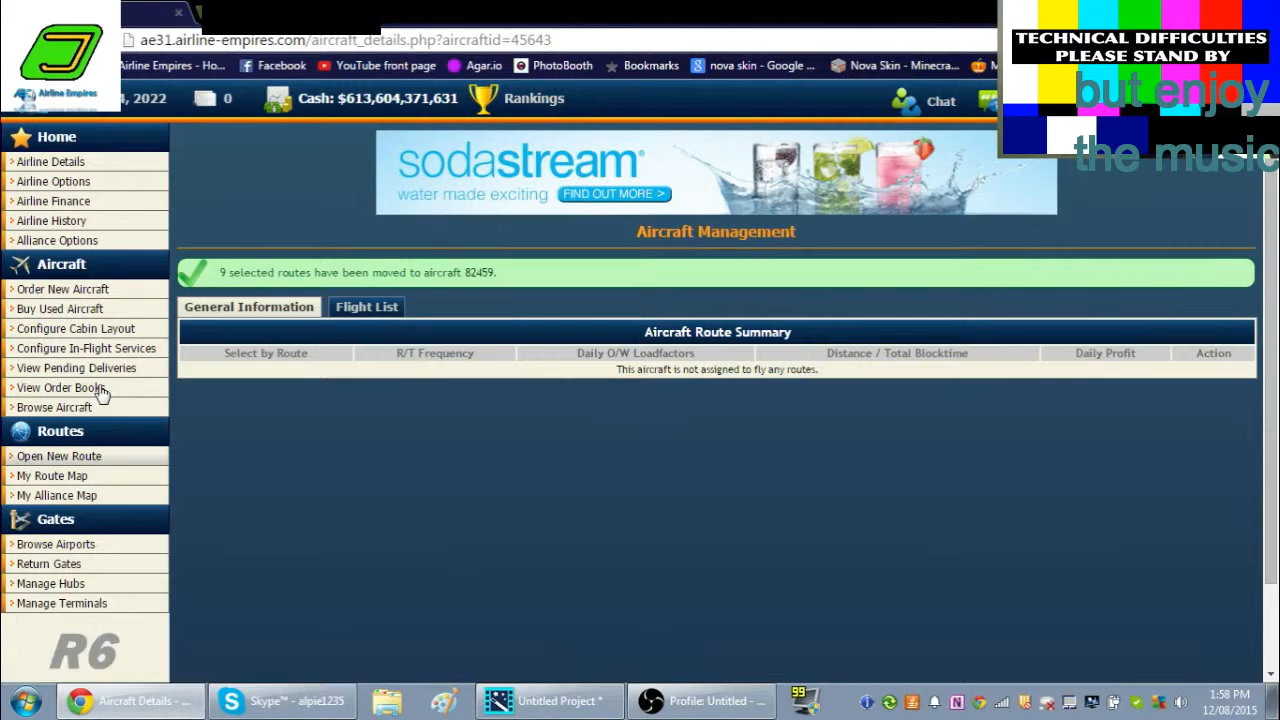 ae31.airline-empires.com/aircraft_details.php?aircraftid=45643
Airline Empires - Ho...
Facebook
YouTube front page
Agar.io
PhotoBooth
Bookmarks
nova skin - Google ...
Nova Skin - Minecra...
TECHNICAL DIFFICULTIES
PLEASE STAND BY
but enjoy
the music
J
Airline Empires
4, 2022
0
Cash: $613,604,371,631
Rankings
Chat
Home
Airline Details
Airline Options
Airline Finance
Airline History
Alliance Options
Aircraft
Order New Aircraft
Buy Used Aircraft
Configure Cabin Layout
Configure In-Flight Services
View Pending Deliveries
View Order Books
Browse Aircraft
Routes
Open New Route
My Route Map
My Alliance Map
Gates
Browse Airports
Return Gates
Manage Hubs
Manage Terminals
R6
sodastream
water made exciting
FIND OUT MORE >
Aircraft Management
9 selected routes have been moved to aircraft 82459.
General Information
Flight List
Aircraft Route Summary
Select by Route
R/T Frequency
Daily O/W Loadfactors
Distance / Total Blocktime
Daily Profit
Action
This aircraft is not assigned to fly any routes.
Aircraft Details - ...
Skype™ - alpie1235
Untitled Project *
Profile: Untitled - ...
99
1:58 PM
12/08/2015